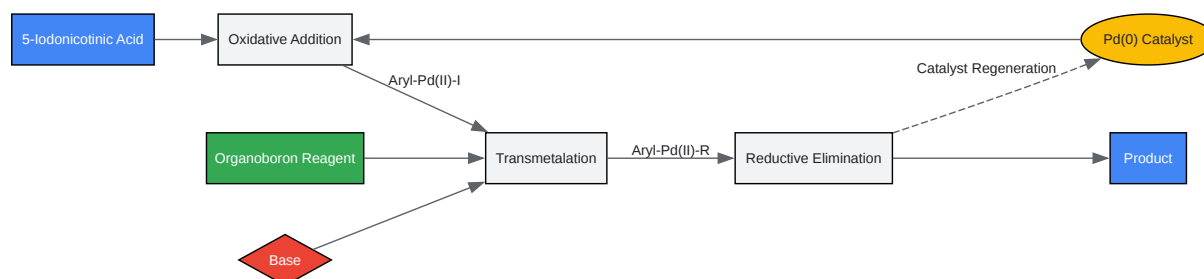 5-Iodonicotinic Acid
Oxidative Addition
Pd(0) Catalyst
Catalyst Regeneration
Aryl-Pd(II)-I
Organoboron Reagent
Transmetalation
Aryl-Pd(II)-R
Reductive Elimination
Product
Base